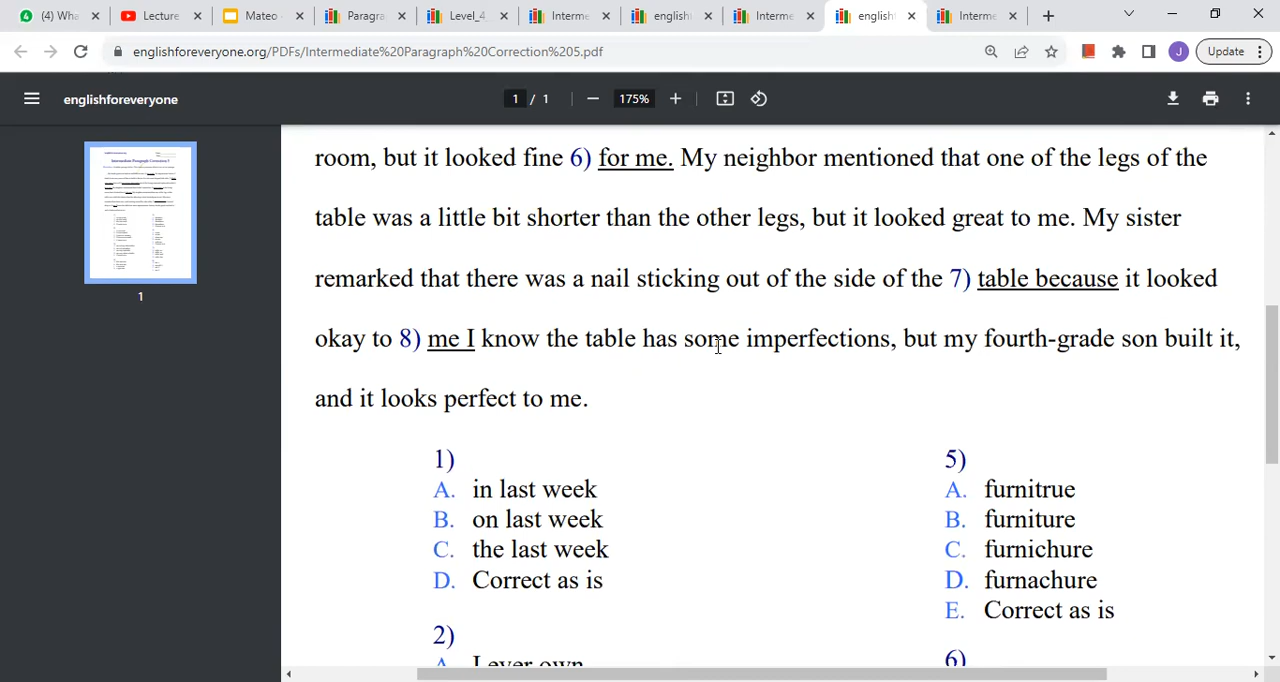 (4) Wha
Lecture
Mateo
Paragra
Level_4
Interme
english
Interme
english
Interme
englishforeveryone.org/PDFs/Intermediate%20Paragraph%20Correction%205.pdf
J
Update
englishforeveryone
1 / 1
175%
1
room, but it looked fine 6) for me. My neighbor mentioned that one of the legs of the
table was a little bit shorter than the other legs, but it looked great to me. My sister
remarked that there was a nail sticking out of the side of the 7) table because it looked
okay to 8) me I know the table has some imperfections, but my fourth-grade son built it,
and it looks perfect to me.
1)
A. in last week
B. on last week
C. the last week
D. Correct as is
2)
A I ever own
5)
A. furnitrue
B. furniture
C. furnichure
D. furnachure
E. Correct as is
6)